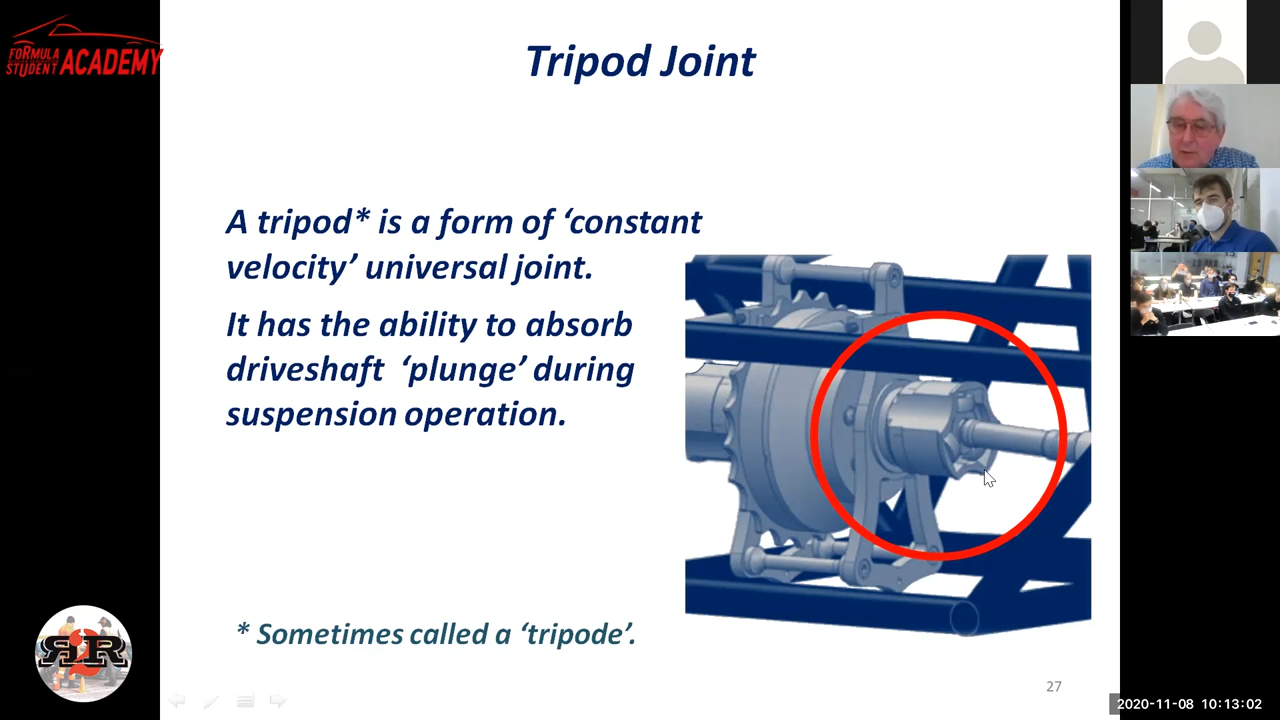 FORMULA
STUDENT ACADEMY
Tripod Joint
A tripod* is a form of ‘constant
velocity’ universal joint.
It has the ability to absorb
driveshaft ‘plunge’ during
suspension operation.
* Sometimes called a ‘tripode’.
27
R2R
2020-11-08 10:13:02